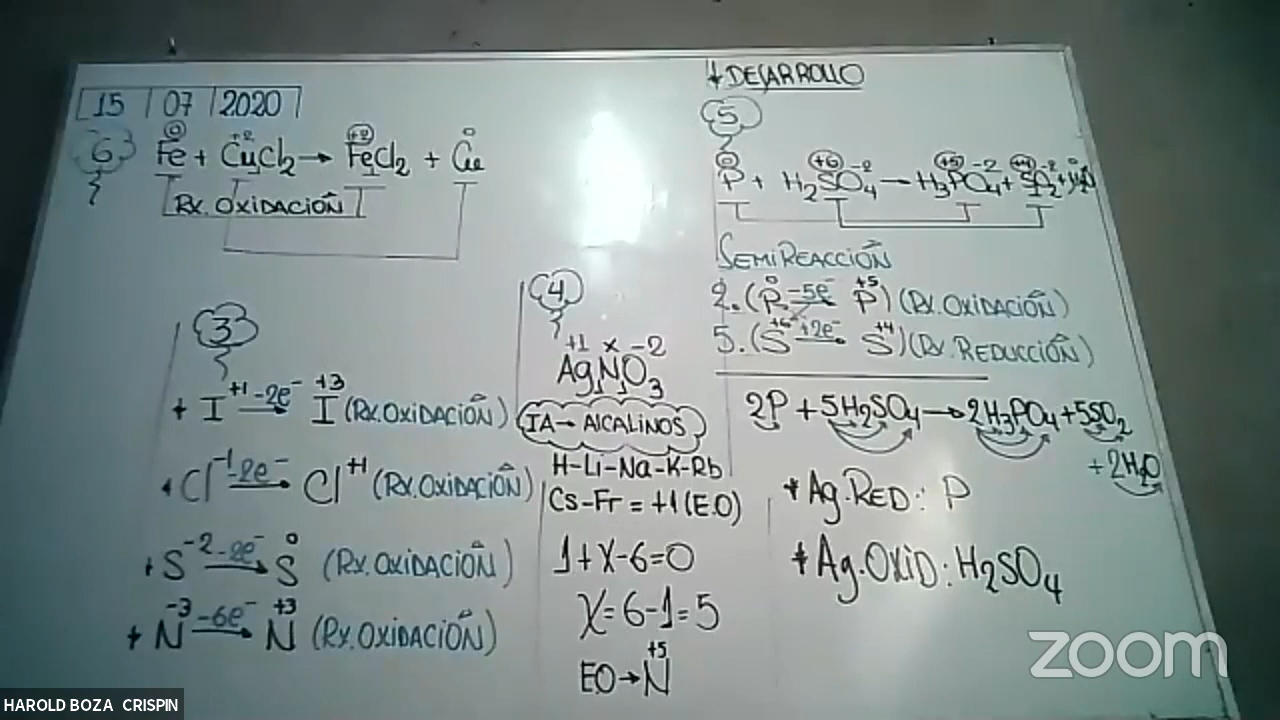 15 | 07 | 2020
6
0 +2 +2 0
Fe + CuCl2 → FeCl2 + Cu
RX. OXIDACIÓN
3
+ I +1 -2e- → I +3 (RX. OXIDACIÓN)
+ Cl -1 -2e- → Cl +1 (RX. OXIDACIÓN)
+ S -2 -2e- → S 0 (RX. OXIDACIÓN)
+ N -3 -6e- → N +3 (RX. OXIDACIÓN)
4
+1 x -2
AgNO3
IA → AlCALINOS
H-Li-Na-K-Rb
Cs-Fr = +1 (E.O)
1+X-6=0
X=6-1=5
EO → N +5
+ DESARROLLO
5
0 +6 -2 +5 -2 +4 -2
P + H2SO4 → H3PO4 + SO2 + H2O
SEMIREACCIÓN
2.(P 0 -5e- → P +5) (RX. OXIDACIÓN)
5.(S +6 +2e- → S +4) (RX. REDUCCIÓN)
2P + 5H2SO4 → 2H3PO4 + 5SO2
+ 2H2O
+ Ag. RED: P
+ Ag. OXID: H2SO4
zoom
HAROLD BOZA CRISPIN